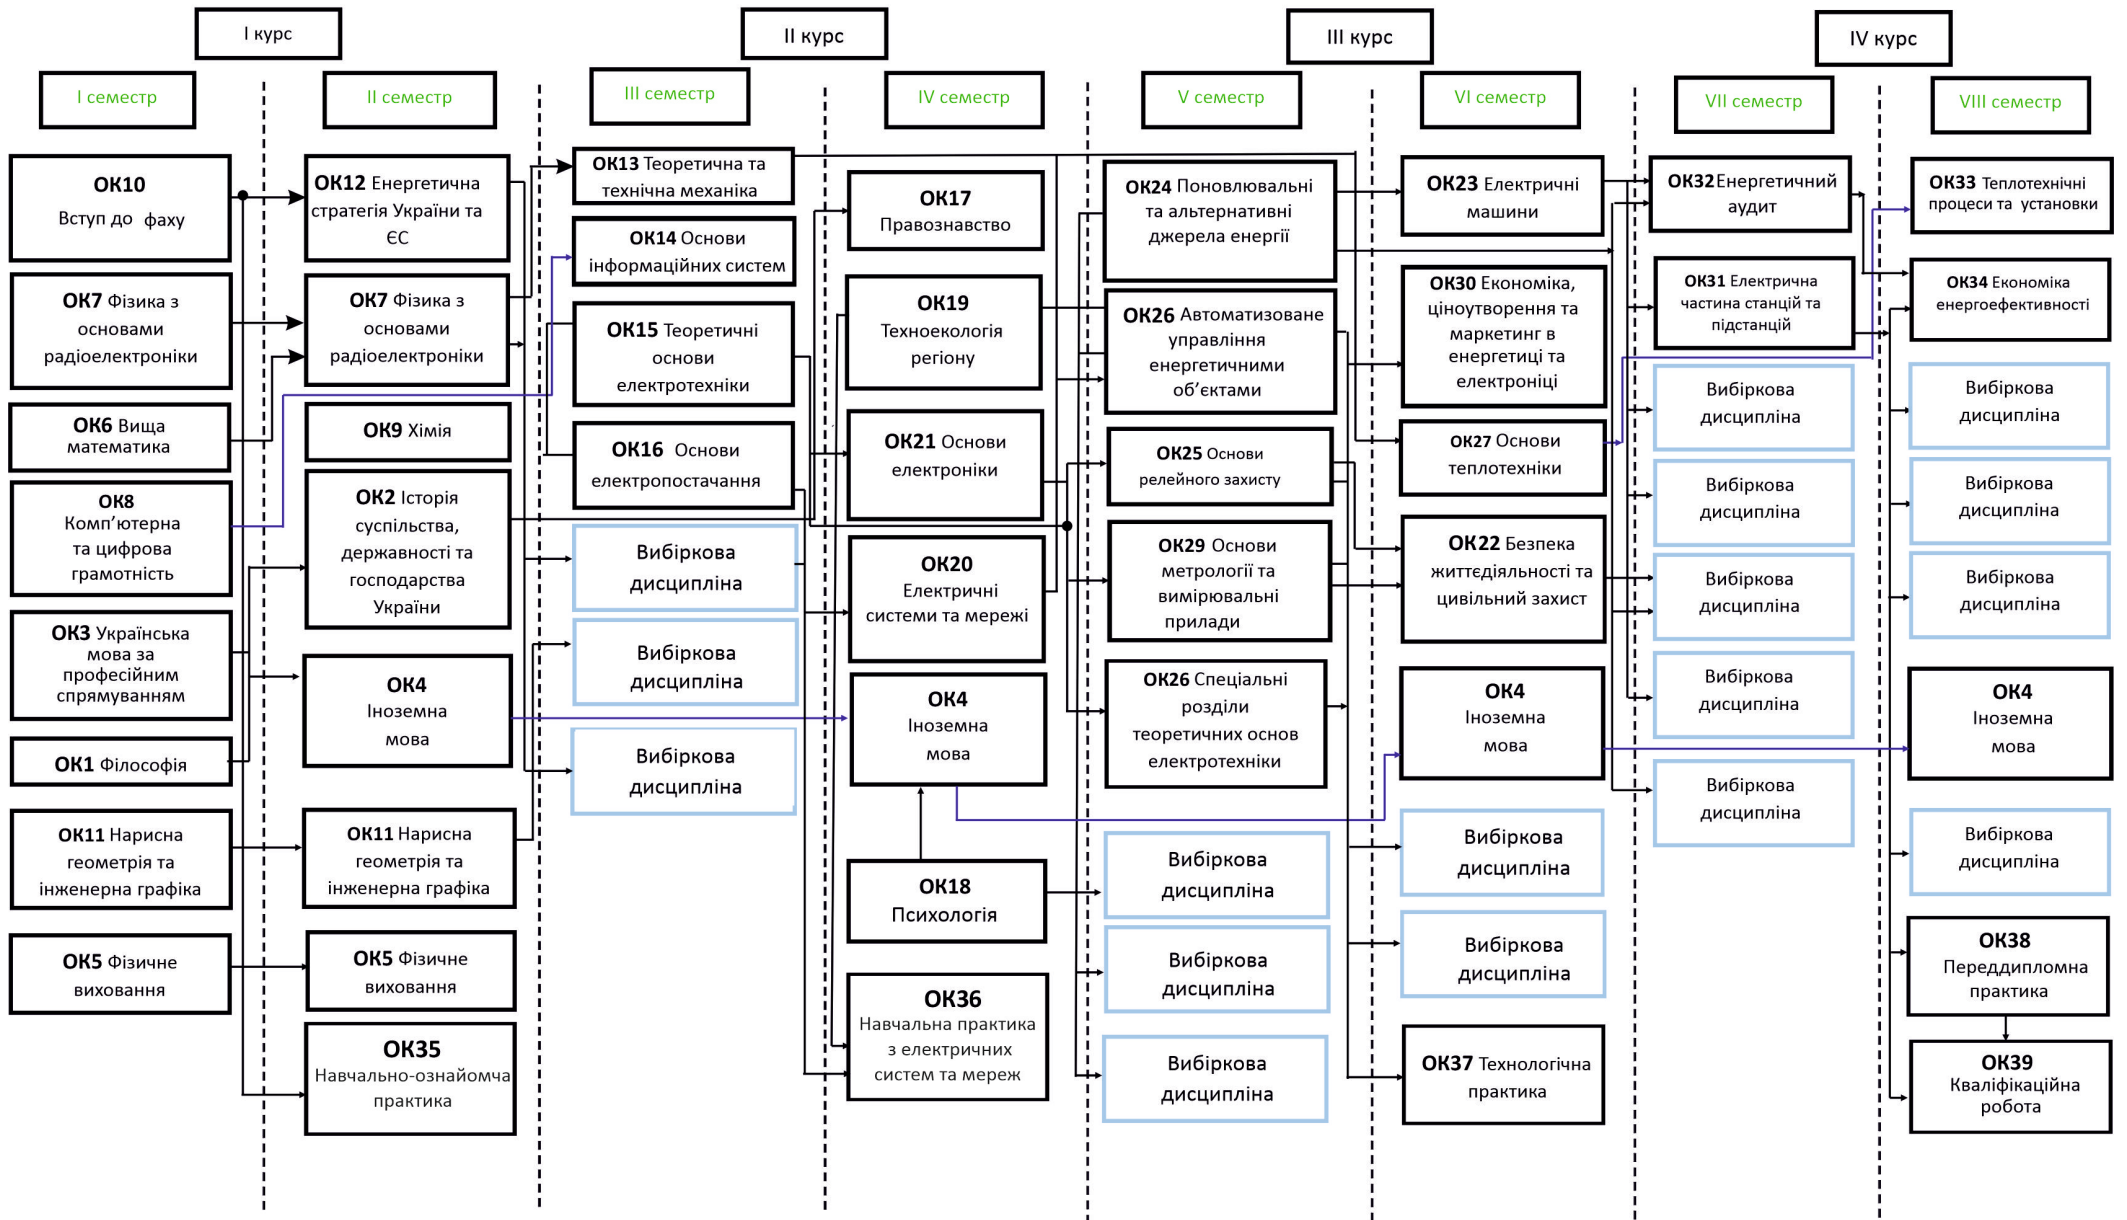 І курс
ІІ курс
ІІІ курс
IV курс
І семестр
ІІ семестр
ІІІ семестр
IV семестр
V семестр
VI семестр
VII семестр
VIII семестр
ОК10
Вступ до фаху
ОК7 Фізика з
основами
радіоелектроніки
ОК6 Вища
математика
ОК8
Комп’ютерна
та цифрова
грамотність
ОК3 Українська
мова за
професійним
спрямуванням
ОК1 Філософія
ОК11 Нарисна
геометрія та
інженерна графіка
ОК5 Фізичне
виховання
ОК12 Енергетична
стратегія України та
ЄС
ОК7 Фізика з
основами
радіоелектроніки
ОК9 Хімія
ОК2 Історія
суспільства,
державності та
господарства
України
ОК4
Іноземна
мова
ОК11 Нарисна
геометрія та
інженерна графіка
ОК5 Фізичне
виховання
ОК35
Навчально-ознайомча
практика
ОК13 Теоретична та
технічна механіка
ОК14 Основи
інформаційних систем
ОК15 Теоретичні
основи
електротехніки
ОК16 Основи
електропостачання
Вибіркова
дисципліна
Вибіркова
дисципліна
Вибіркова
дисципліна
ОК17
Правознавство
ОК19
Техноекологія
регіону
ОК21 Основи
електроніки
ОК20
Електричні
системи та мережі
ОК4
Іноземна
мова
ОК18
Психологія
ОК36
Навчальна практика
з електричних
систем та мереж
ОК24 Поновлювальні
та альтернативні
джерела енергії
ОК26 Автоматизоване
управління
енергетичними
об’єктами
ОК25 Основи
релейного захисту
ОК29 Основи
метрології та
вимірювальні
прилади
ОК26 Спеціальні
розділи
теоретичних основ
електротехніки
Вибіркова
дисципліна
Вибіркова
дисципліна
Вибіркова
дисципліна
ОК23 Електричні
машини
ОК30 Економіка,
ціноутворення та
маркетинг в
енергетиці та
електроніці
ОК27 Основи
теплотехніки
ОК22 Безпека
життєдіяльності та
цивільний захист
ОК4
Іноземна
мова
Вибіркова
дисципліна
Вибіркова
дисципліна
ОК37 Технологічна
практика
ОК32 Енергетичний
аудит
ОК31 Електрична
частина станцій та
підстанцій
Вибіркова
дисципліна
Вибіркова
дисципліна
Вибіркова
дисципліна
Вибіркова
дисципліна
Вибіркова
дисципліна
ОК33 Теплотехнічні
процеси та установки
ОК34 Економіка
енергоефективності
Вибіркова
дисципліна
Вибіркова
дисципліна
Вибіркова
дисципліна
ОК4
Іноземна
мова
Вибіркова
дисципліна
ОК38
Переддипломна
практика
ОК39
Кваліфікаційна
робота